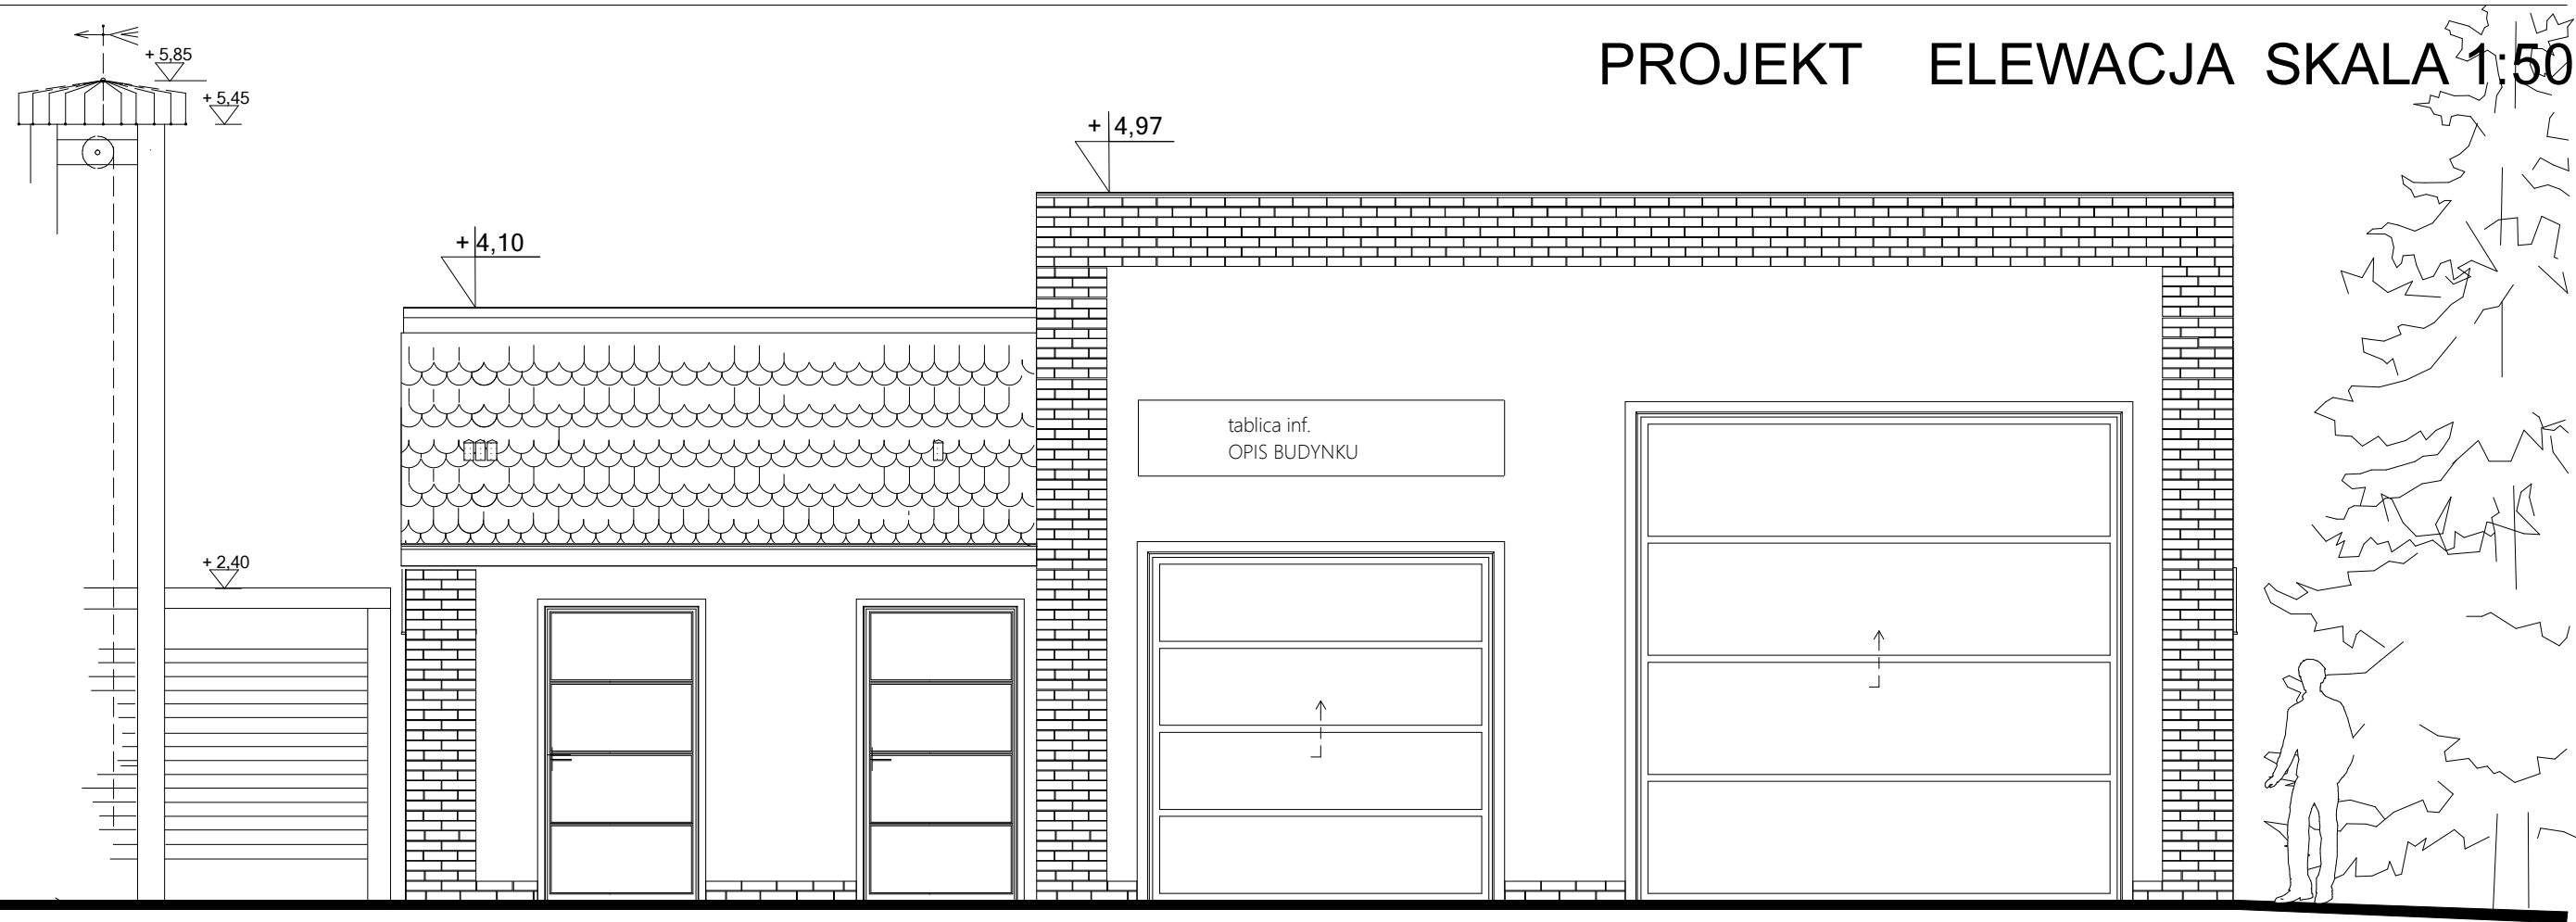 PROJEKT ELEWACJA SKALA 1:50
+ 5,85
+ 5,45
+ 4,97
+ 4,10
tablica inf.
OPIS BUDYNKU
+ 2,40